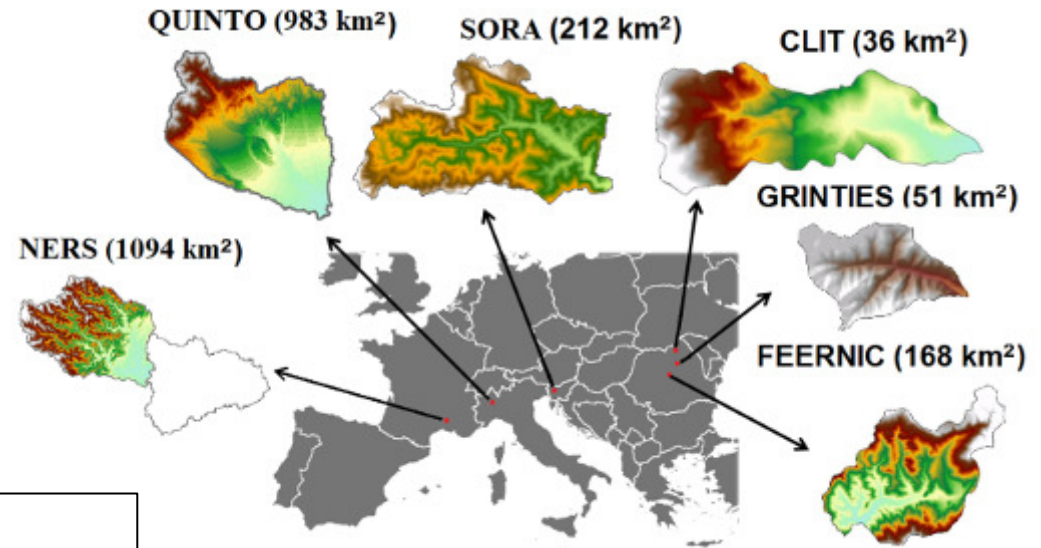 QUINTO (983 km²)
SORA (212 km²)
CLIT (36 km²)
GRINTIES (51 km²)
NERS (1094 km²)
FEERNIC (168 km²)